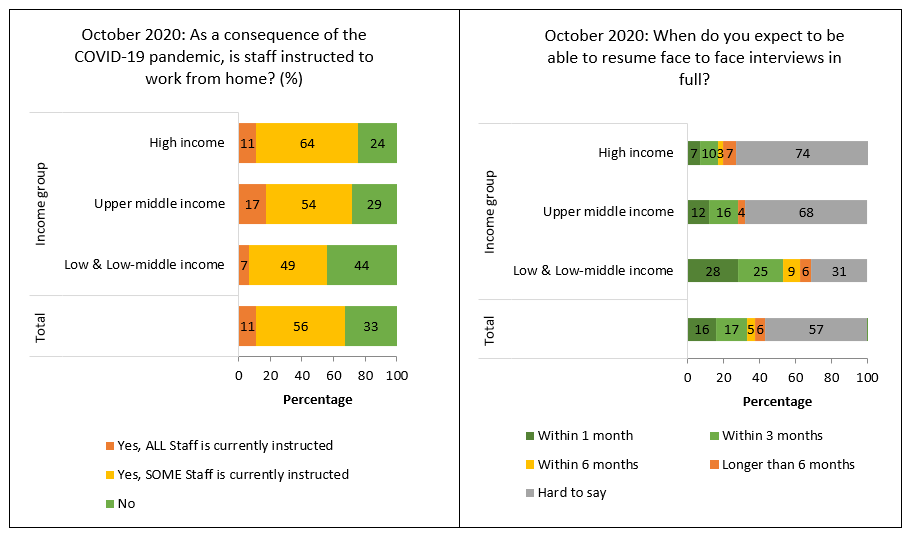 October 2020: As a consequence of the
COVID-19 pandemic, is staff instructed to
work from home? (%)
Income group
High income
11 64 24
Upper middle income
17 54 29
Low & Low-middle income
7 49 44
Total
11 56 33
0 20 40 60 80 100
Percentage
Yes, ALL Staff is currently instructed
Yes, SOME Staff is currently instructed
No
October 2020: When do you expect to be
able to resume face to face interviews in
full?
Income group
High income
7 10 3 7 74
Upper middle income
12 16 4 68
Low & Low-middle income
28 25 9 6 31
Total
16 17 5 6 57
0 20 40 60 80 100
Percentage
Within 1 month
Within 3 months
Within 6 months
Longer than 6 months
Hard to say